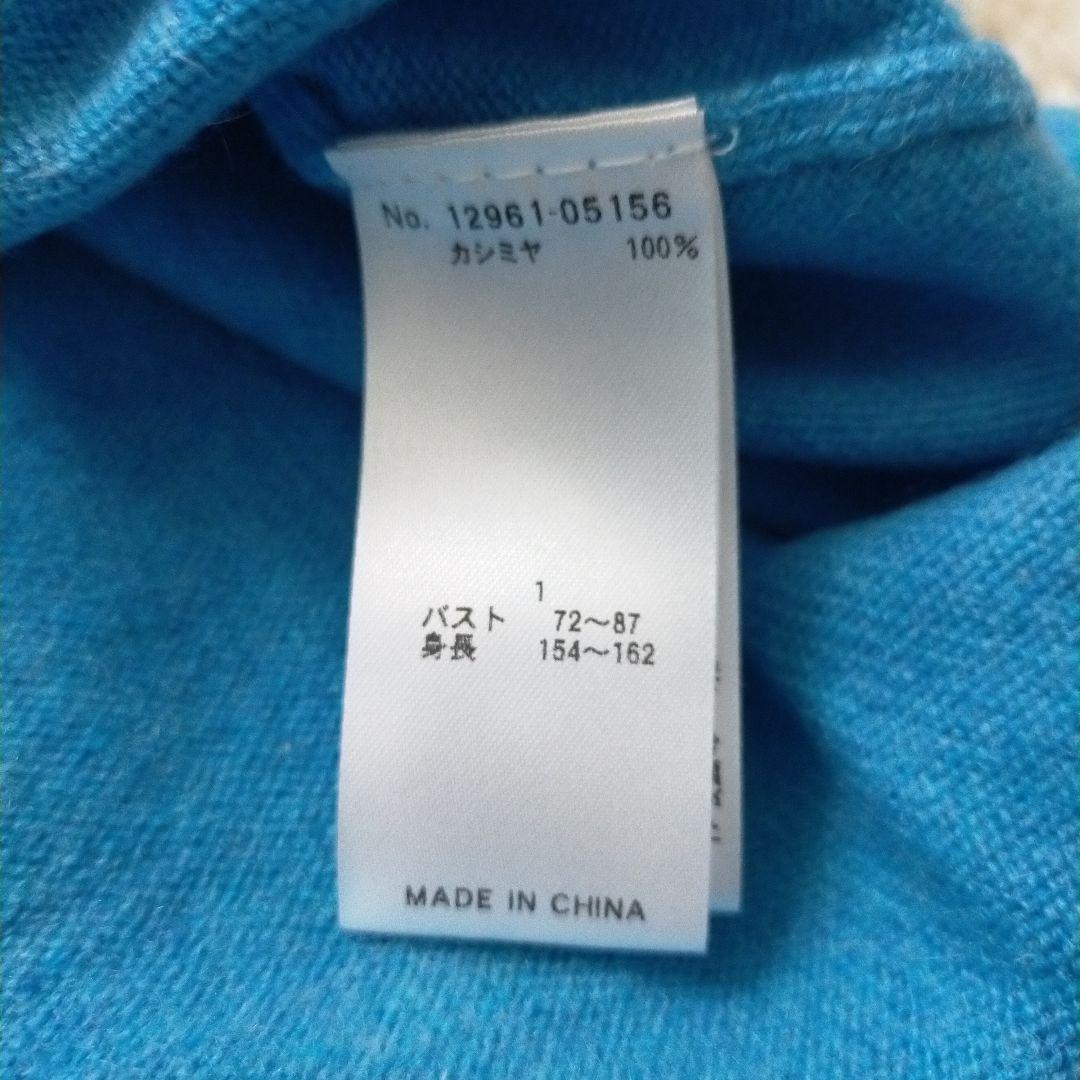 No. 12961-05156
カシミヤ 100%
1
バスト 72～87
身長 154～162
MADE IN CHINA